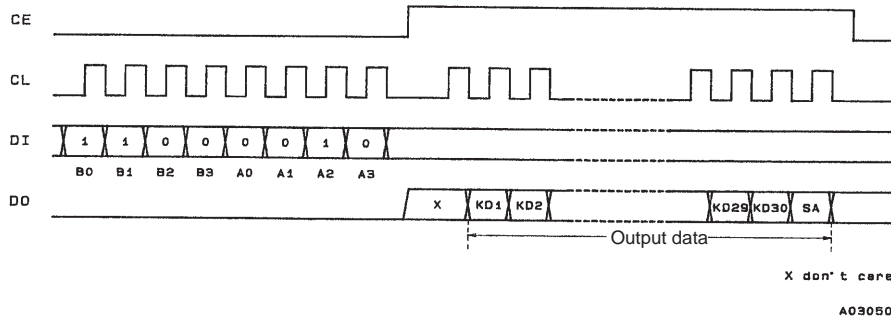 CE
CL
DI 1 1 0 0 0 0 1 0
B0 B1 B2 B3 A0 A1 A2 A3
DO X KD1 KD2 KD29 KD30 SA
Output data
X don't care
A03050